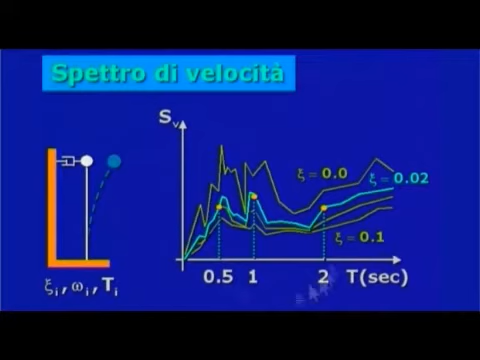 Spettro di velocità
Sv
ξ = 0.0
ξ = 0.02
ξ = 0.1
0.5 1 2 T(sec)
ξi , ωi , Ti